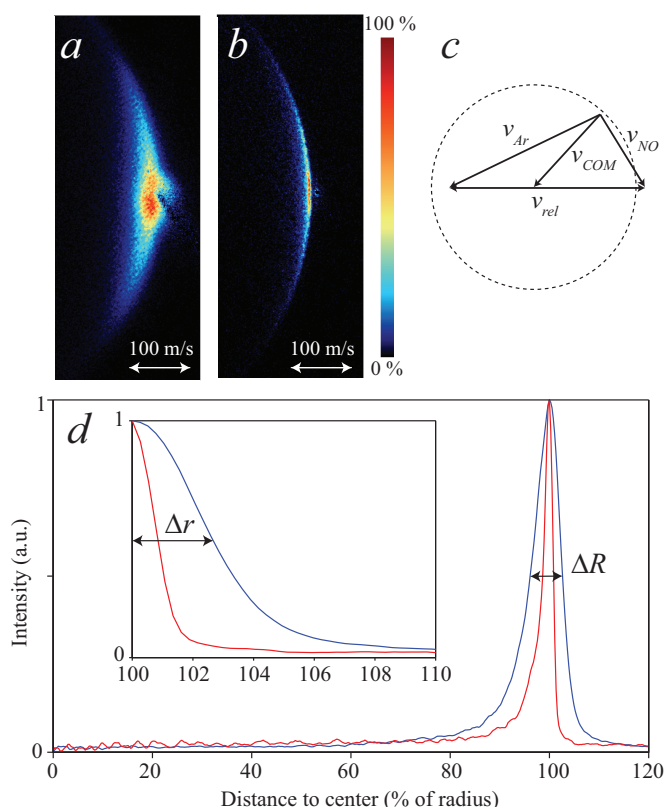 a
b
c
100 %
0 %
100 m/s
100 m/s
v_Ar
v_COM
v_NO
v_rel
d
1
0
Intensity (a.u.)
0
20
40
60
80
100
120
Distance to center (% of radius)
ΔR
1
0
Δr
100
102
104
106
108
110